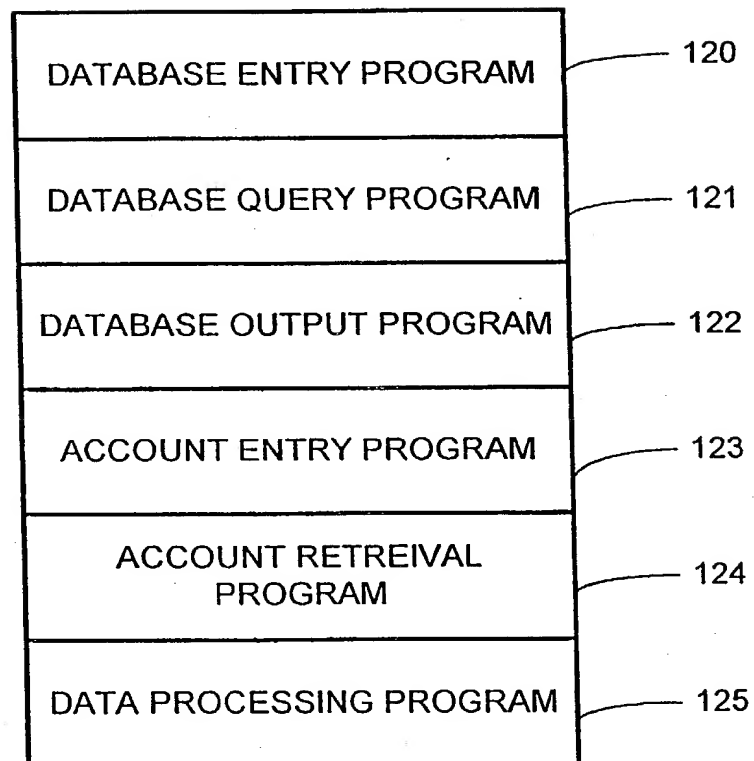 DATABASE ENTRY PROGRAM 120
DATABASE QUERY PROGRAM 121
DATABASE OUTPUT PROGRAM 122
ACCOUNT ENTRY PROGRAM 123
ACCOUNT RETREIVAL
PROGRAM 124
DATA PROCESSING PROGRAM 125